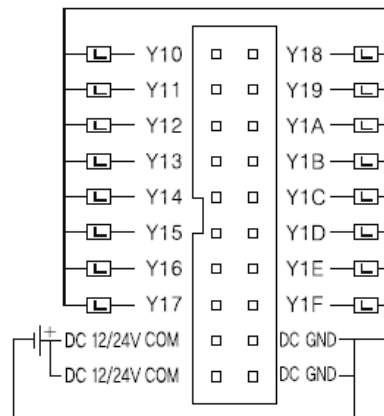 L Y10 Y18 L
L Y11 Y19 L
L Y12 Y1A L
L Y13 Y1B L
L Y14 Y1C L
L Y15 Y1D L
L Y16 Y1E L
L Y17 Y1F L
+ DC 12/24V COM DC GND
DC 12/24V COM DC GND